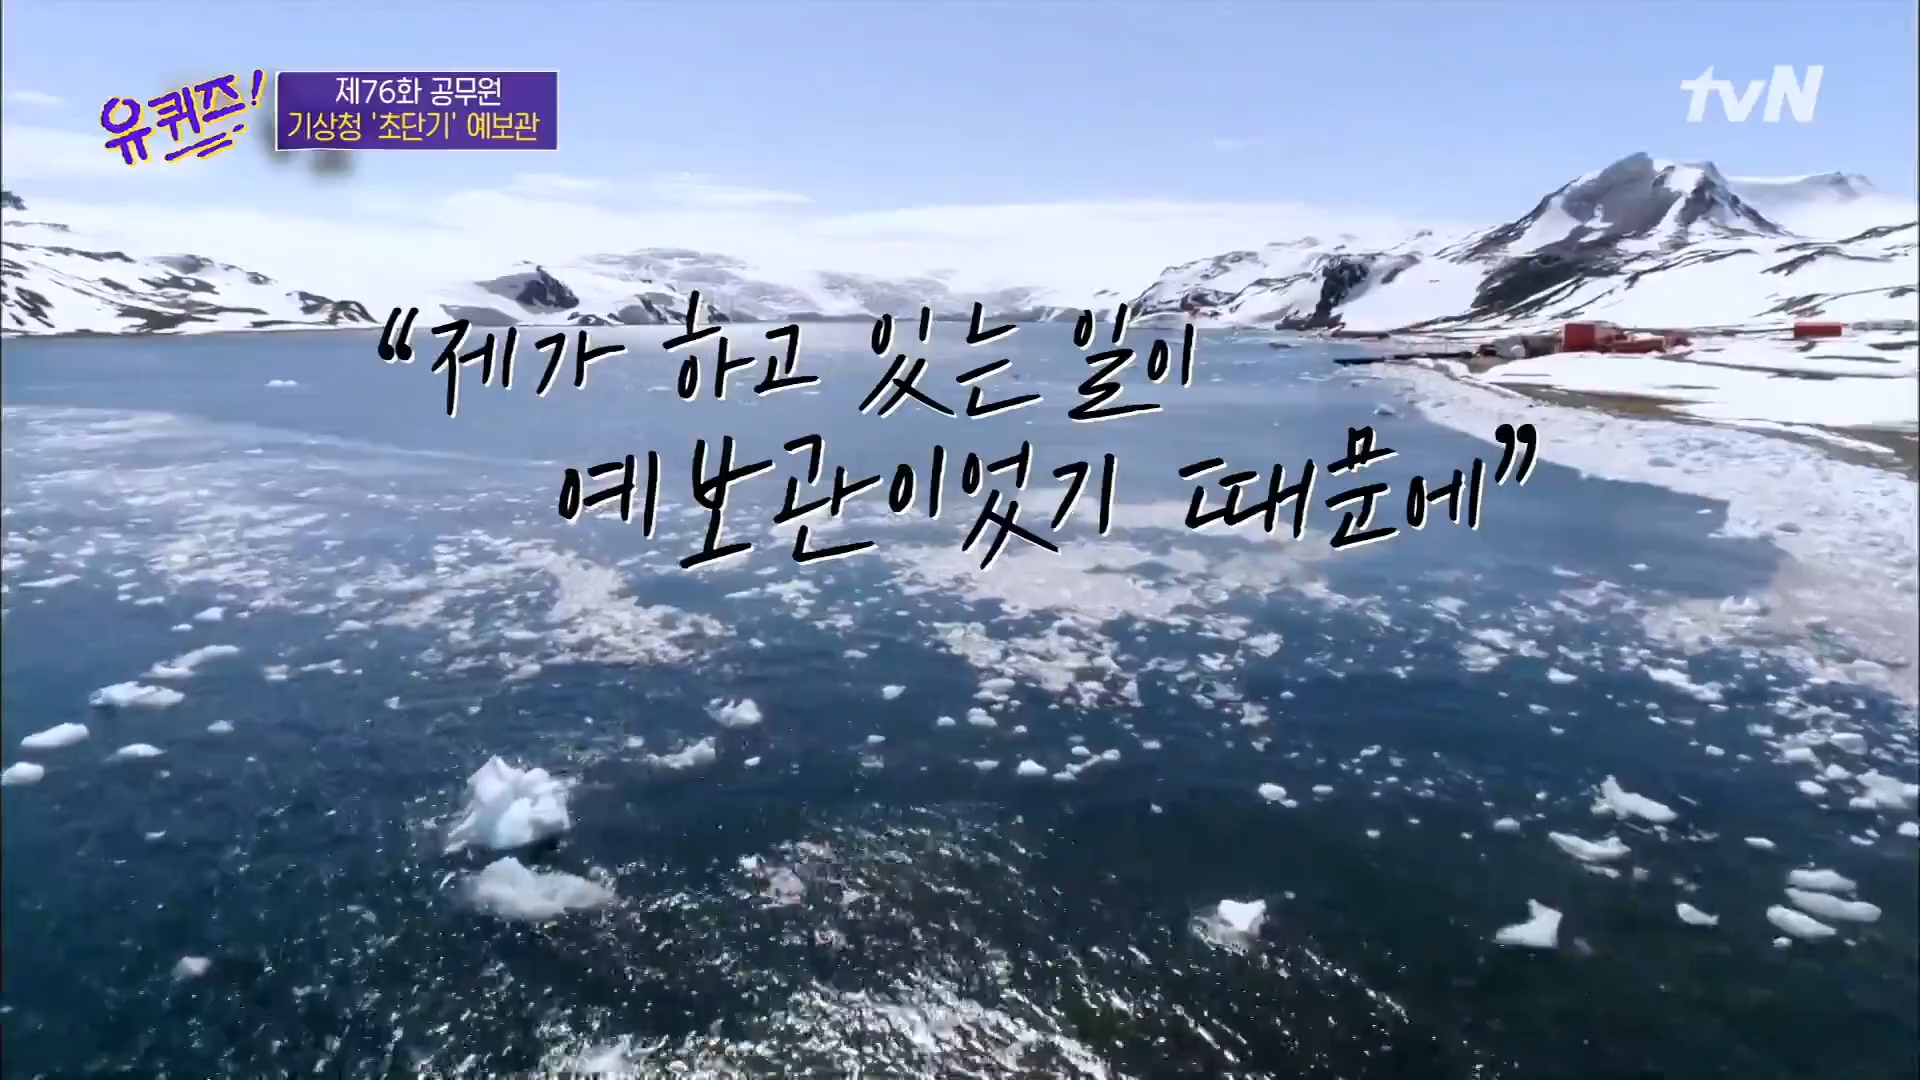 유퀴즈!
제76화 공무원
기상청 '초단기' 예보관
tvN
“제가 하고 있는 일이
예보관이었기 때문에”